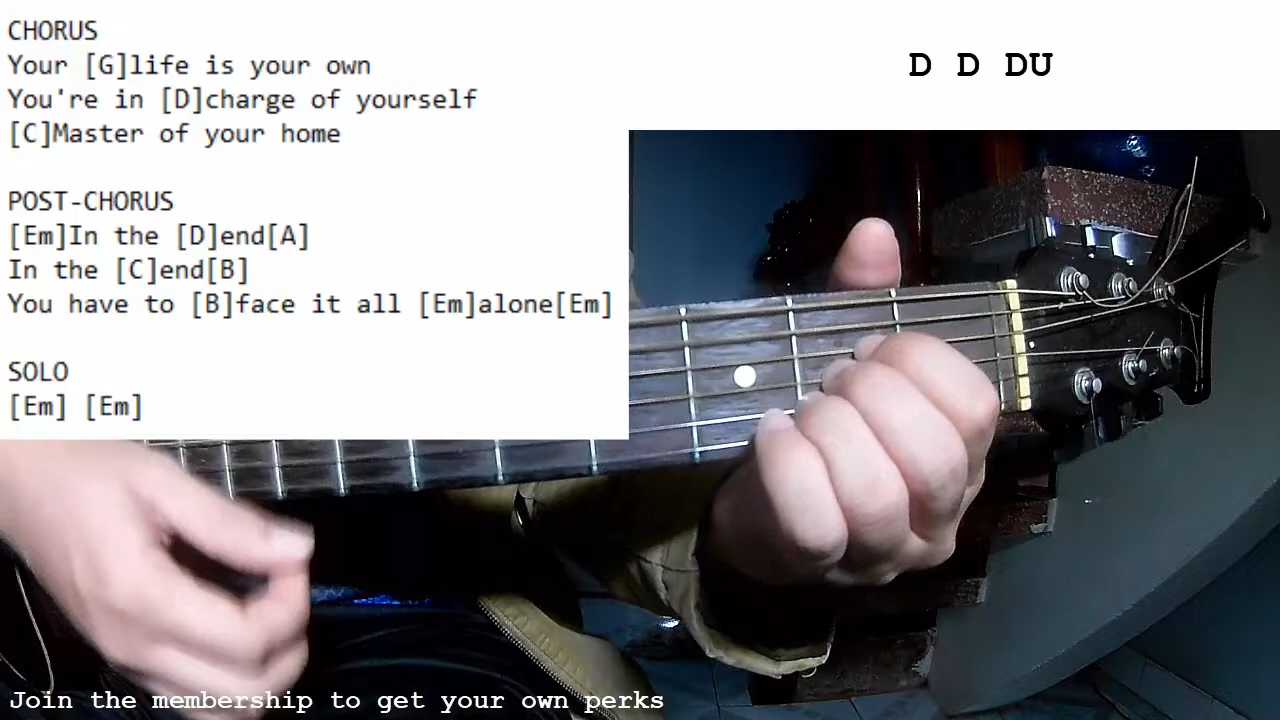 CHORUS
Your [G]life is your own
You're in [D]charge of yourself
[C]Master of your home
POST-CHORUS
[Em]In the [D]end[A]
In the [C]end[B]
You have to [B]face it all [Em]alone[Em]
SOLO
[Em] [Em]
D D DU
Join the membership to get your own perks